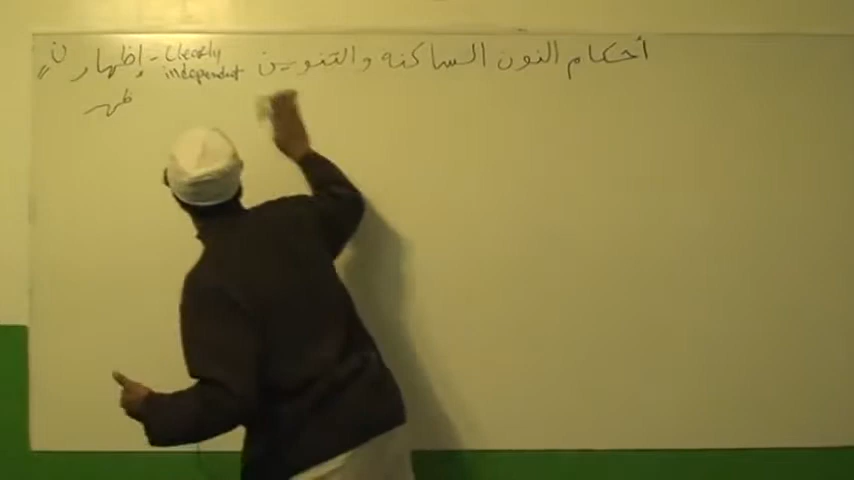 أحكام النون الساكنة والتنوين
إظهار - Clearly
independent
ظهر